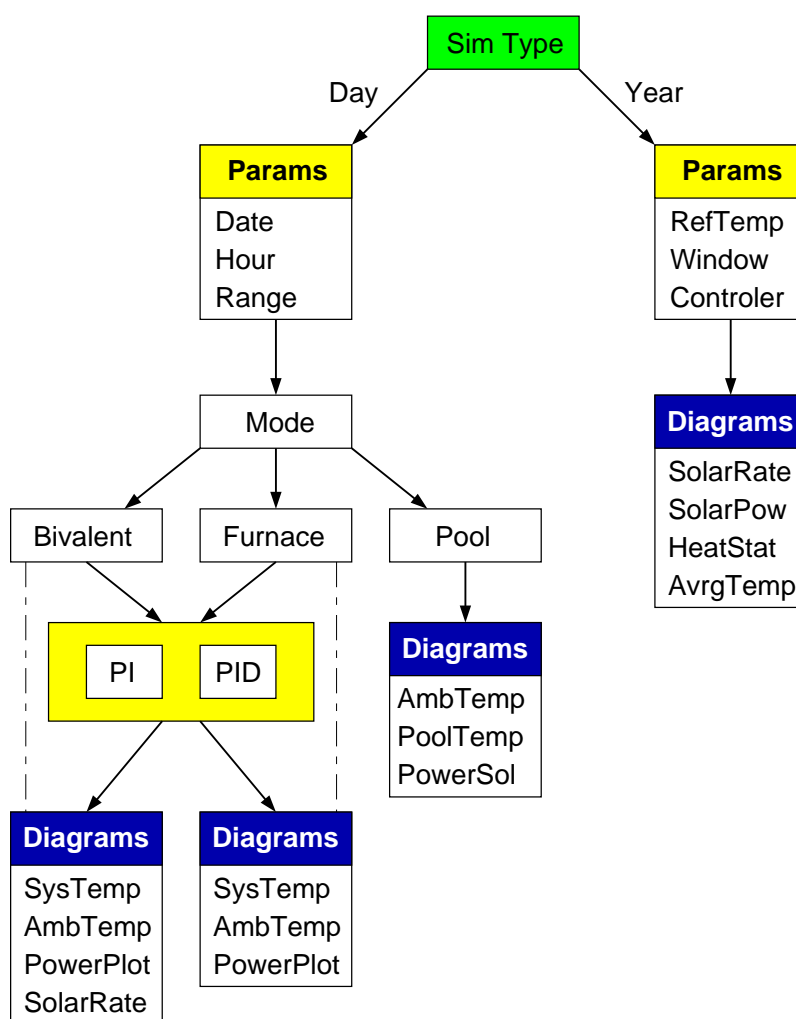 Sim Type
Day
Year
Params
Date
Hour
Range
Params
RefTemp
Window
Controler
Mode
Diagrams
SolarRate
SolarPow
HeatStat
AvrgTemp
Bivalent
Furnace
Pool
PI
PID
Diagrams
AmbTemp
PoolTemp
PowerSol
Diagrams
SysTemp
AmbTemp
PowerPlot
SolarRate
Diagrams
SysTemp
AmbTemp
PowerPlot